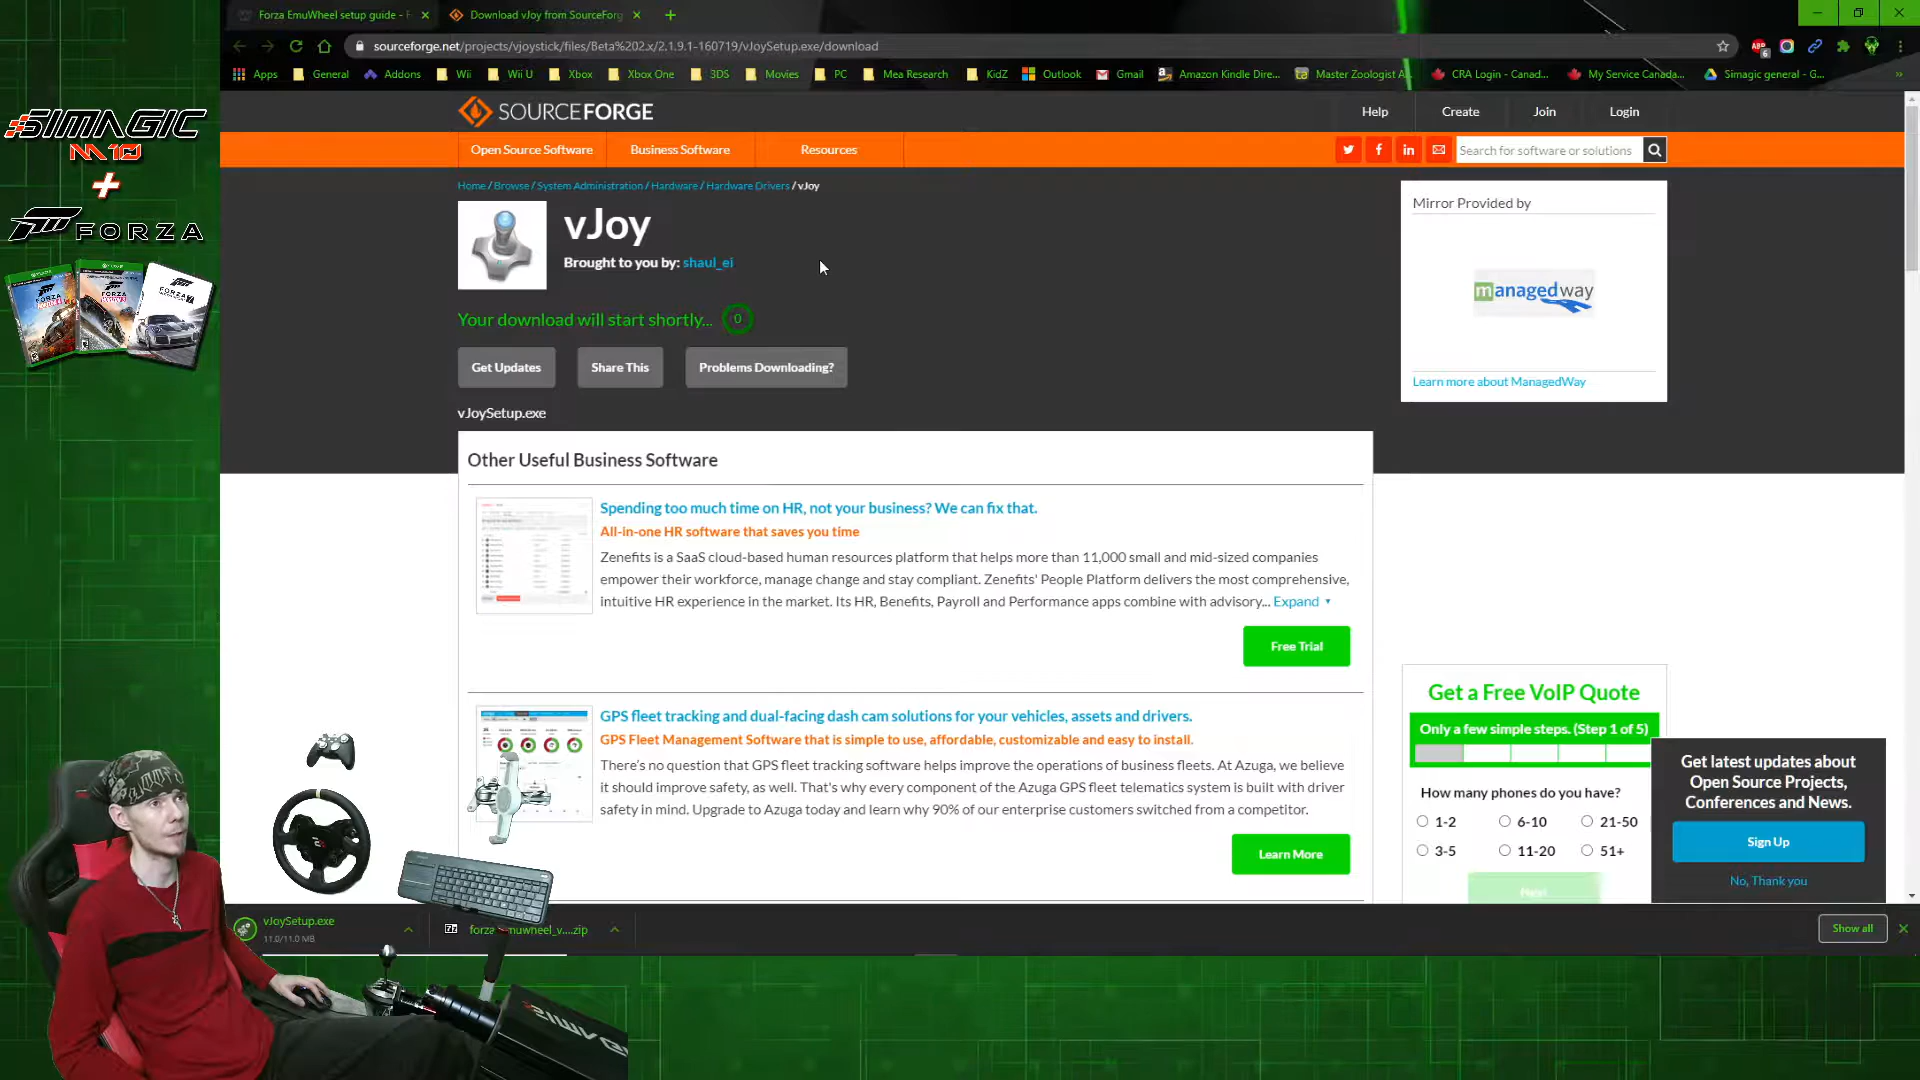 Forza EmuWheel setup guide - F
Download vJoy from SourceForg
sourceforge.net/projects/vjoystick/files/Beta%202.x/2.1.9.1-160719/vJoySetup.exe/download
Apps General Addons Wii Wii U Xbox Xbox One 3DS Movies PC Mea Research KidZ Outlook Gmail Amazon Kindle Dire... Master Zoologist A... CRA Login - Canad... My Service Canada... Simagic general - G... »
SIMAGIC
M10
+
FORZA
SOURCEFORGE
Help Create Join Login
Open Source Software Business Software Resources
Search for software or solutions
Home / Browse / System Administration / Hardware / Hardware Drivers / vJoy
vJoy
Brought to you by: shaul_ei
Your download will start shortly... 0
Get Updates Share This Problems Downloading?
vJoySetup.exe
Mirror Provided by
managedway
Learn more about ManagedWay
Other Useful Business Software
Spending too much time on HR, not your business? We can fix that.
All-in-one HR software that saves you time
Zenefits is a SaaS cloud-based human resources platform that helps more than 11,000 small and mid-sized companies
empower their workforce, manage change and stay compliant. Zenefits' People Platform delivers the most comprehensive,
intuitive HR experience in the market. Its HR, Benefits, Payroll and Performance apps combine with advisory... Expand
Free Trial
GPS fleet tracking and dual-facing dash cam solutions for your vehicles, assets and drivers.
GPS Fleet Management Software that is simple to use, affordable, customizable and easy to install.
There's no question that GPS fleet tracking software helps improve the operations of business fleets. At Azuga, we believe
it should improve safety, as well. That's why every component of the Azuga GPS fleet telematics system is built with driver
safety in mind. Upgrade to Azuga today and learn why 90% of our enterprise customers switched from a competitor.
Learn More
Get a Free VoIP Quote
Only a few simple steps. (Step 1 of 5)
How many phones do you have?
1-2 6-10 21-50
3-5 11-20 51+
Get latest updates about
Open Source Projects,
Conferences and News.
Sign Up
No, Thank you
vJoySetup.exe
11.0/11.0 MB
Show all
SIMAGIC